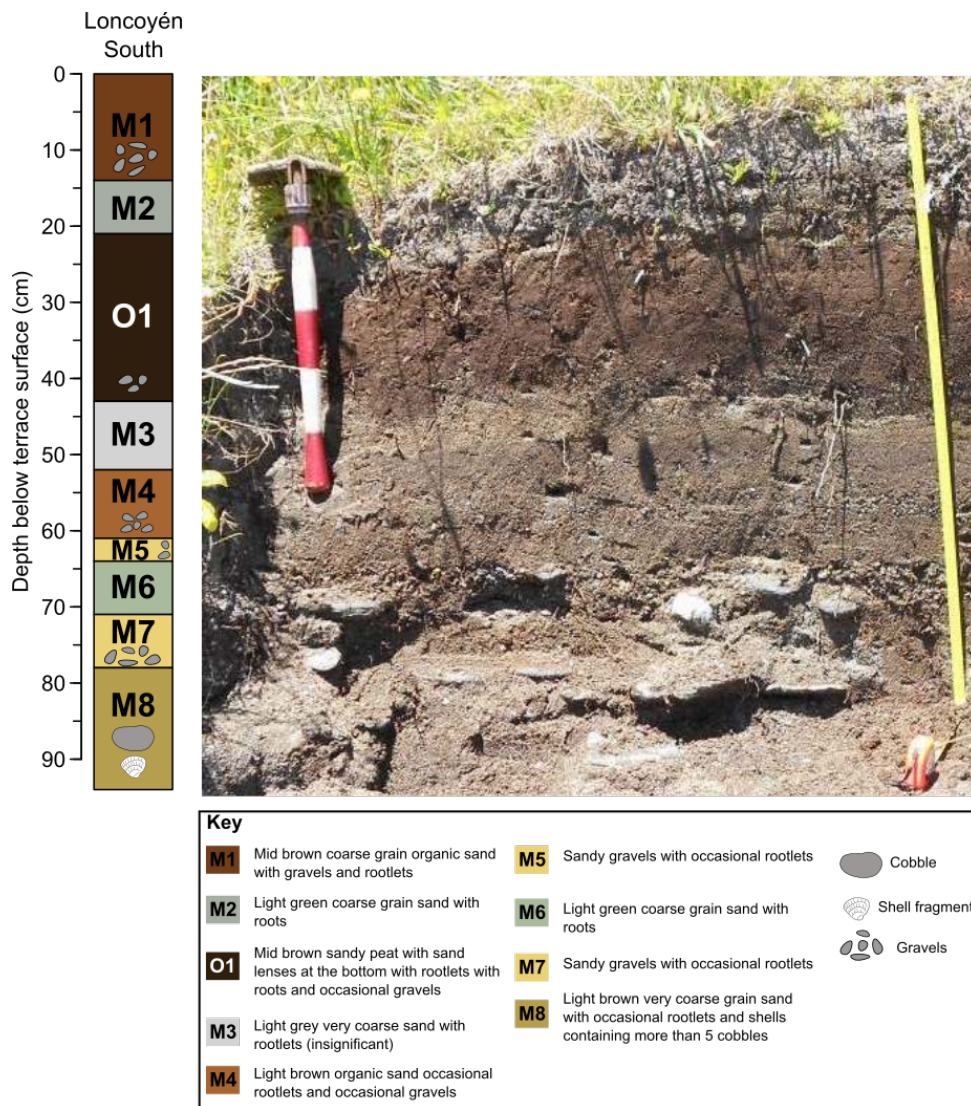 Loncoyén
South
Depth below terrace surface (cm)
0
10
20
30
40
50
60
70
80
90
M1
M2
O1
M3
M4
M5
M6
M7
M8
Key
M1 Mid brown coarse grain organic sand
with gravels and rootlets
M2 Light green coarse grain sand with
roots
O1 Mid brown sandy peat with sand
lenses at the bottom with rootlets with
roots and occasional gravels
M3 Light grey very coarse sand with
rootlets (insignificant)
M4 Light brown organic sand occasional
rootlets and occasional gravels
M5 Sandy gravels with occasional rootlets
M6 Light green coarse grain sand with
roots
M7 Sandy gravels with occasional rootlets
M8 Light brown very coarse grain sand
with occasional rootlets and shells
containing more than 5 cobbles
Cobble
Shell fragment
Gravels